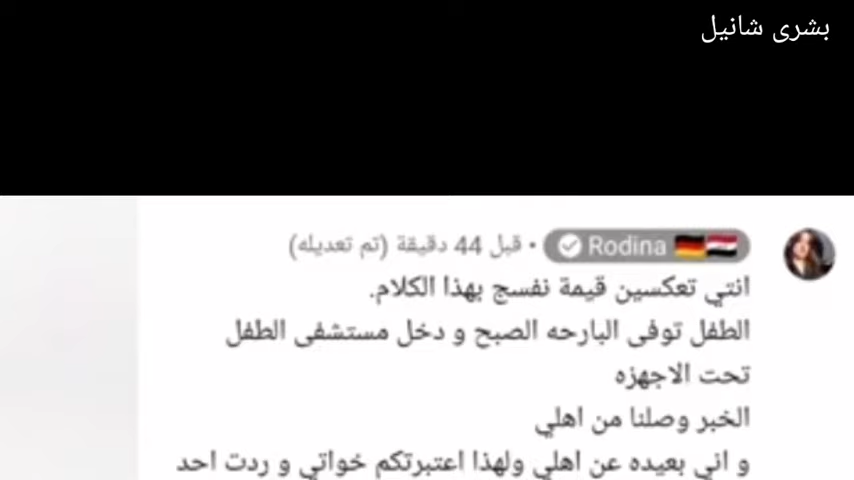 بشرى شانيل
Rodina • قبل 44 دقيقة (تم تعديله)
انتي تعكسين قيمة نفسج بهذا الكلام.
الطفل توفى البارحه الصبح و دخل مستشفى الطفل
تحت الاجهزه
الخبر وصلنا من اهلي
و اني بعيده عن اهلي ولهذا اعتبرتكم خواتي و ردت احد